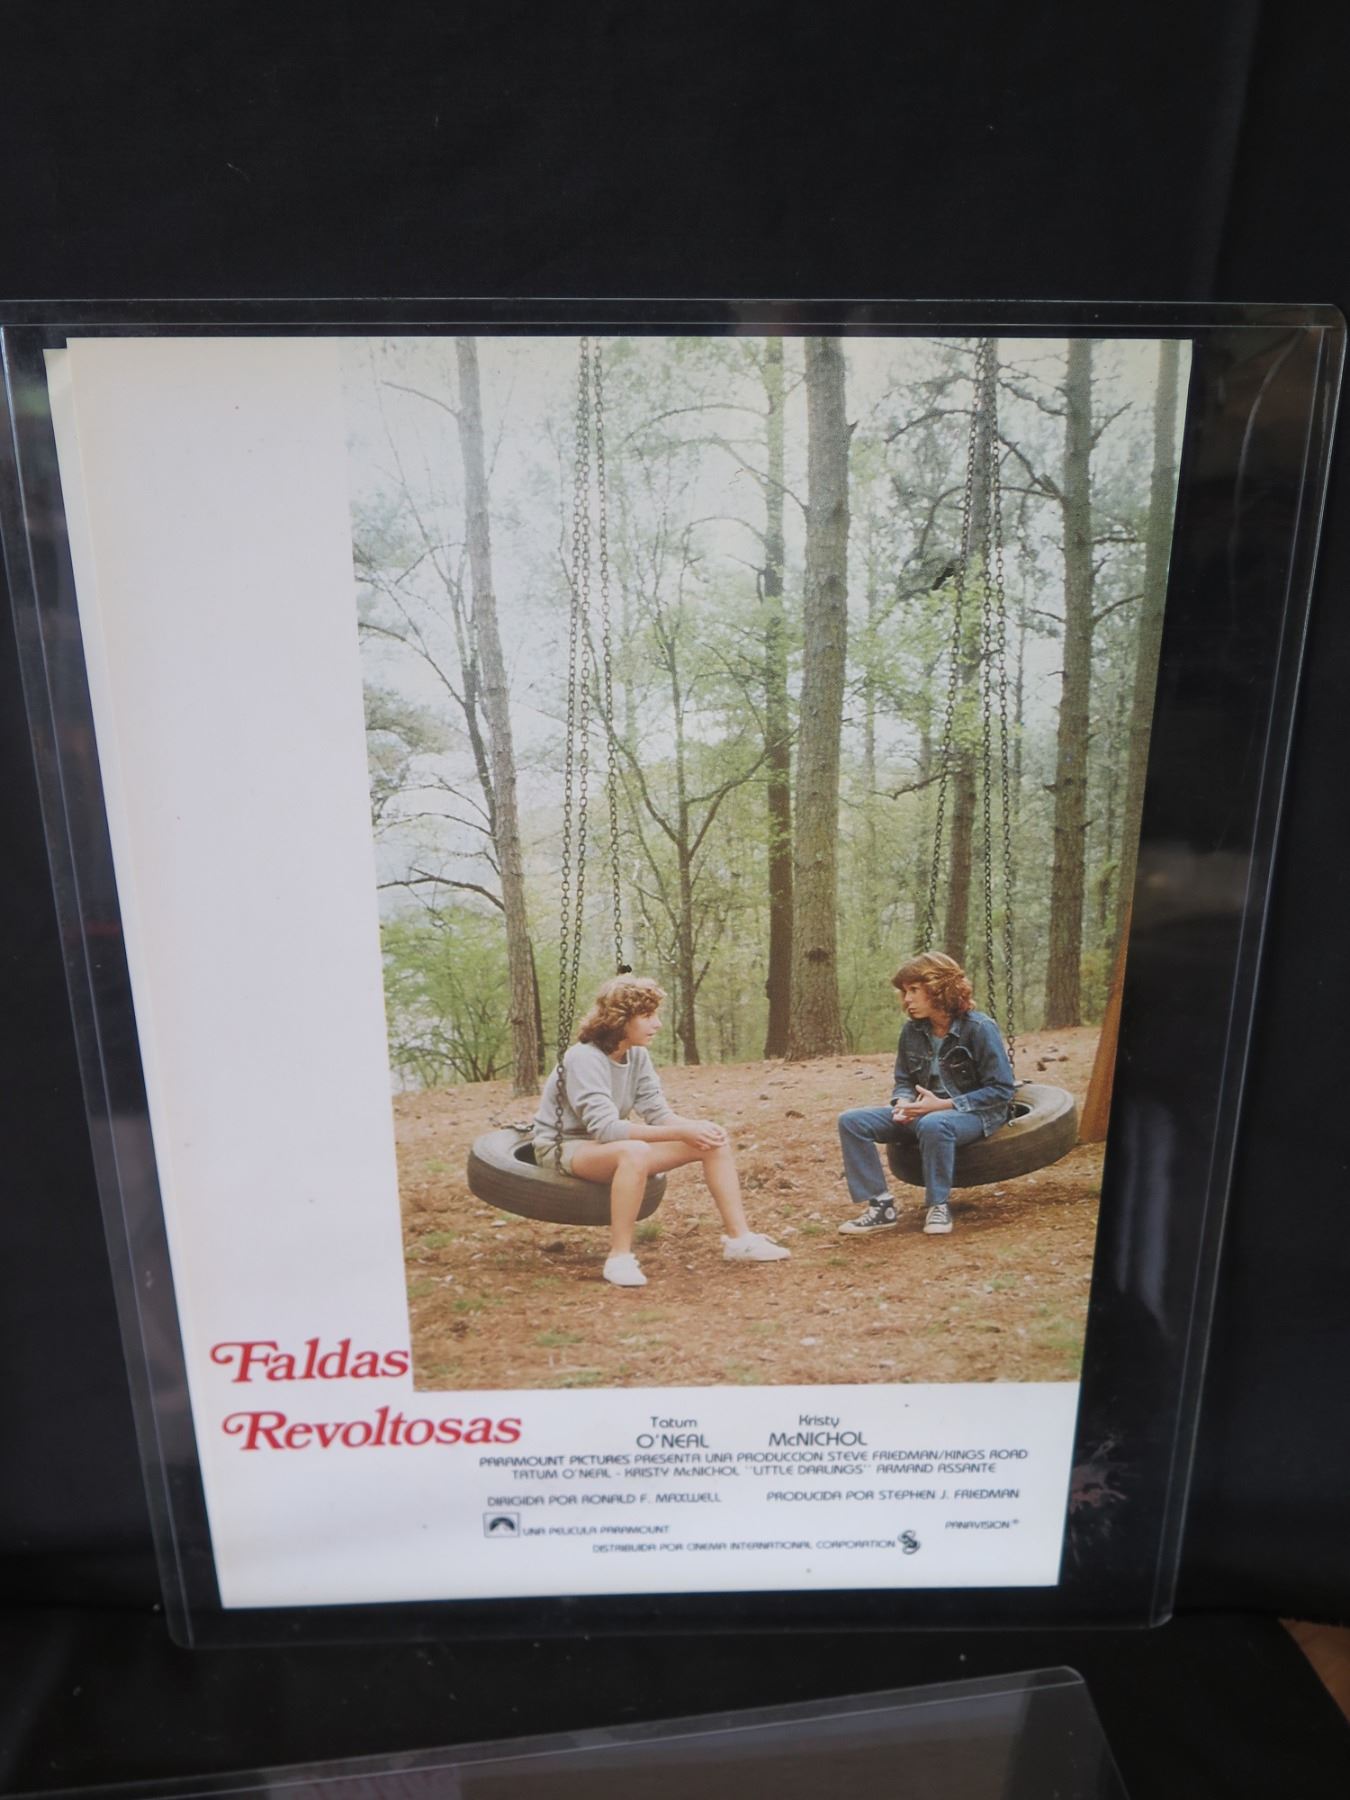 Faldas
Revoltosas
Tatum Kristy
O'NEAL McNICHOL
PARAMOUNT PICTURES PRESENTA UNA PRODUCCION STEVE FRIEDMAN/KINGS ROAD
TATUM O'NEAL - KRISTY McNICHOL "LITTLE DARLINGS" ARMAND ASSANTE
DIRIGIDA POR RONALD F. MAXWELL PRODUCIDA POR STEPHEN J. FRIEDMAN
UNA PELICULA PARAMOUNT PANAVISION®
DISTRIBUIDA POR CINEMA INTERNATIONAL CORPORATION